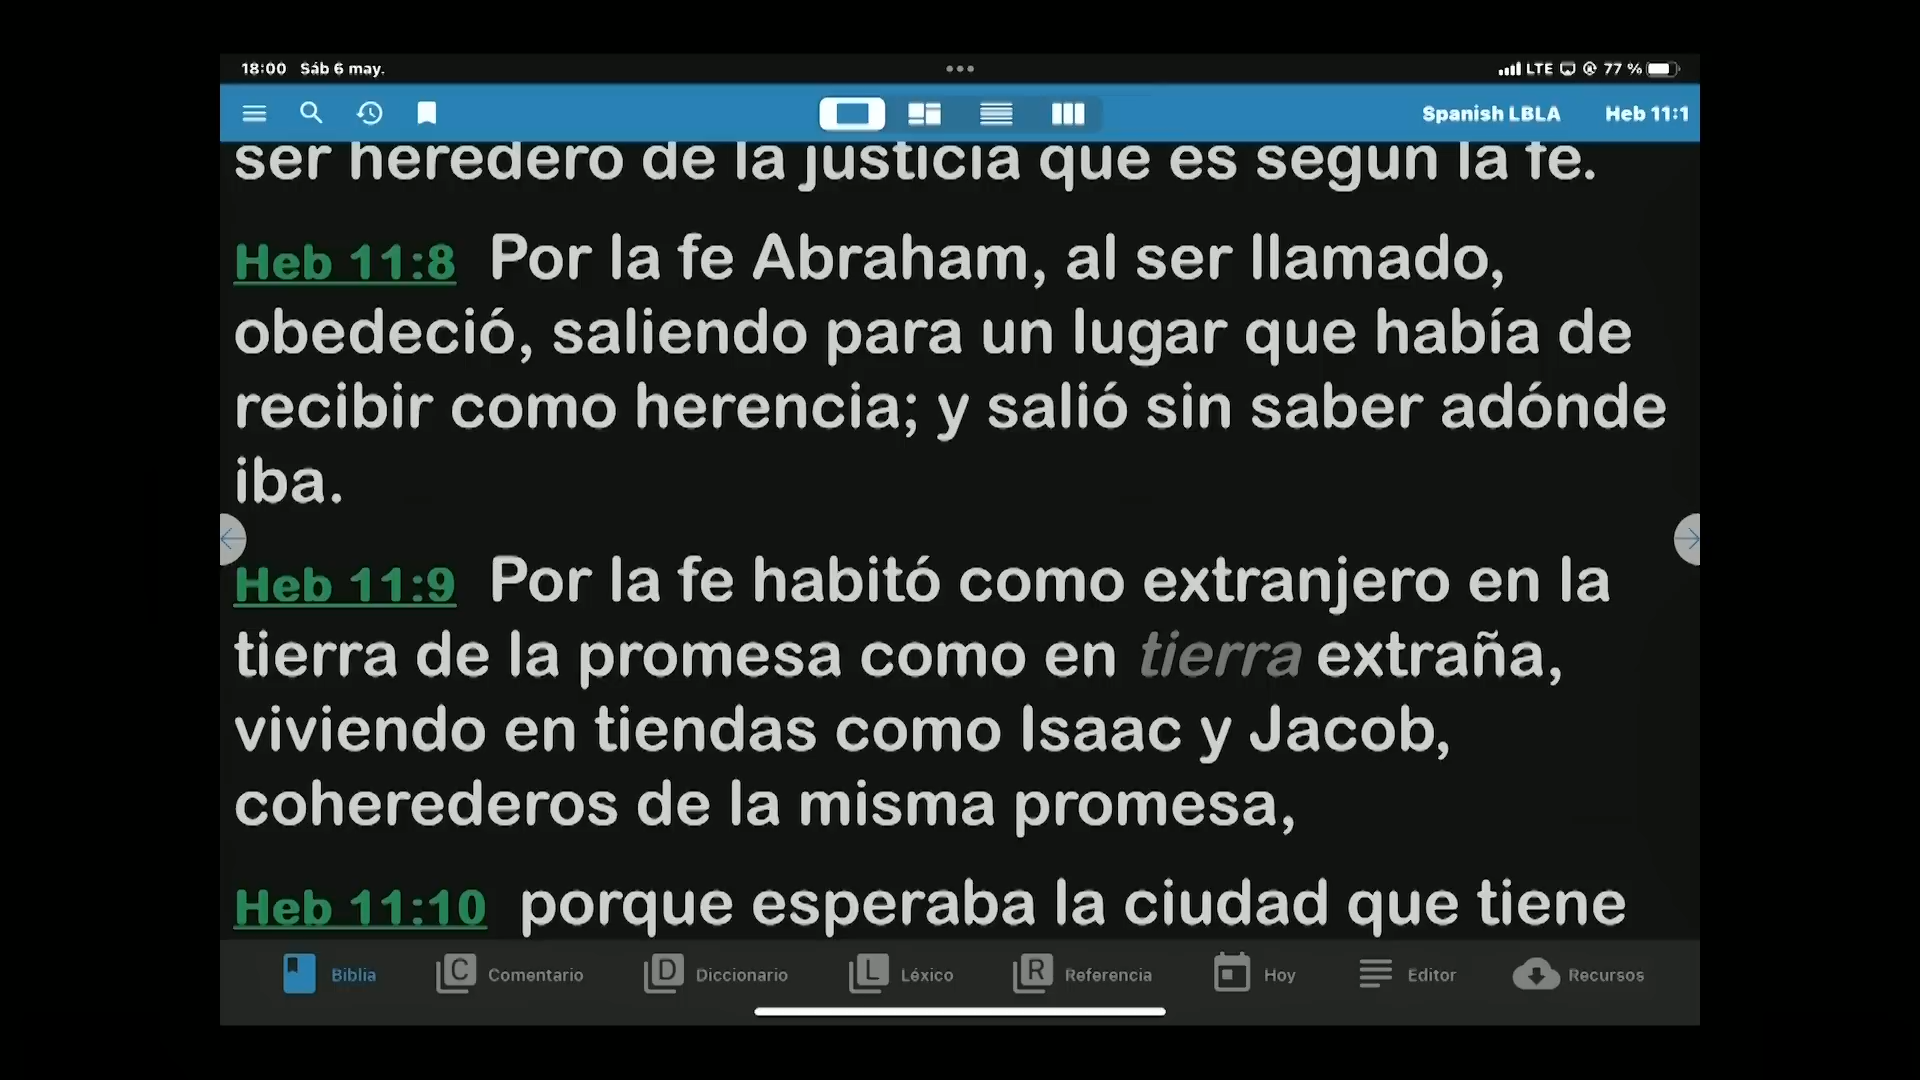 18:00 Sáb 6 may.
LTE 77 %
Spanish LBLA Heb 11:1
ser heredero de la justicia que es según la fe.
Heb 11:8 Por la fe Abraham, al ser llamado,
obedeció, saliendo para un lugar que había de
recibir como herencia; y salió sin saber adónde
iba.
Heb 11:9 Por la fe habitó como extranjero en la
tierra de la promesa como en tierra extraña,
viviendo en tiendas como Isaac y Jacob,
coherederos de la misma promesa,
Heb 11:10 porque esperaba la ciudad que tiene
Biblia C Comentario D Diccionario L Léxico R Referencia Hoy Editor Recursos